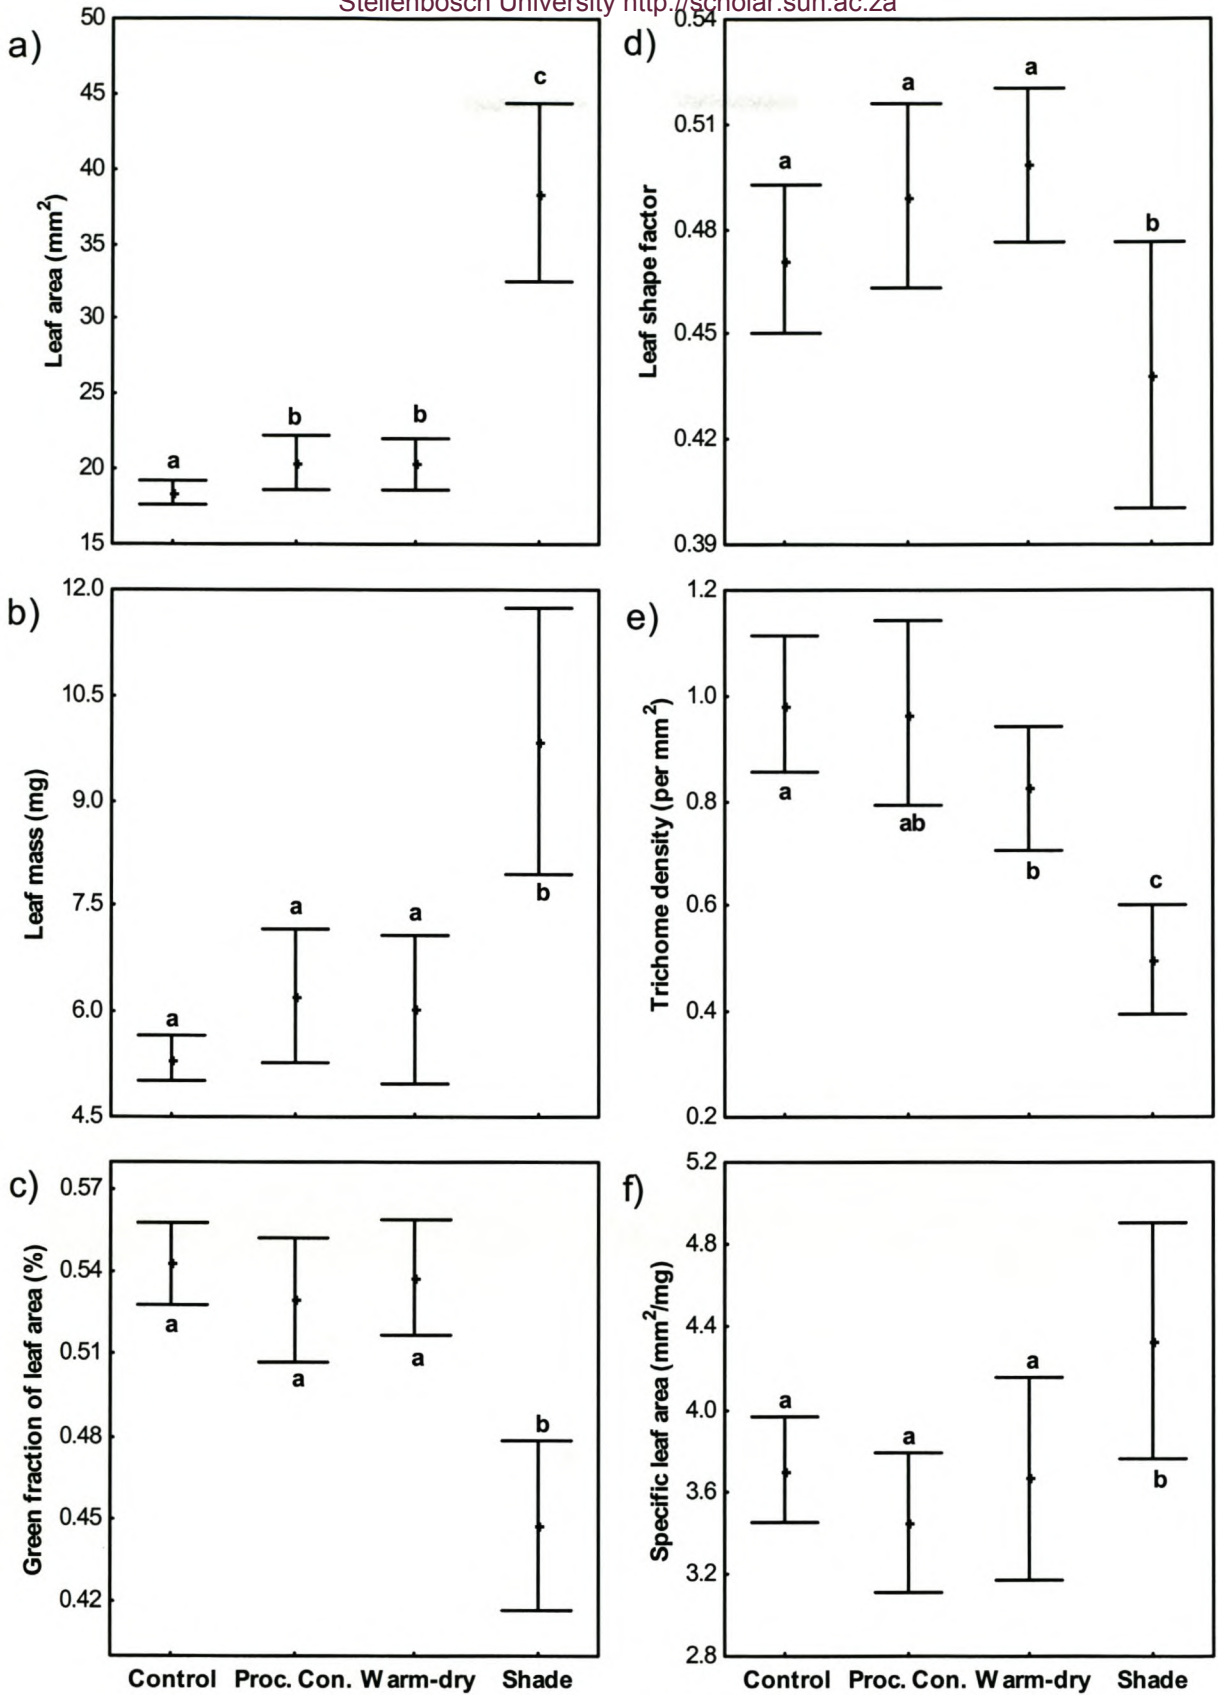 Stellenbosch University http://scholar.sun.ac.za
a)
50
45
40
35
30
25
20
15
Leaf area (mm²)
a
b
b
c
b)
12.0
10.5
9.0
7.5
6.0
4.5
Leaf mass (mg)
a
a
a
b
c)
0.57
0.54
0.51
0.48
0.45
0.42
Green fraction of leaf area (%)
a
a
a
b
Control Proc. Con. Warm-dry Shade
d)
0.54
0.51
0.48
0.45
0.42
0.39
Leaf shape factor
a
a
a
b
e)
1.2
1.0
0.8
0.6
0.4
0.2
Trichome density (per mm²)
a
ab
b
c
f)
5.2
4.8
4.4
4.0
3.6
3.2
2.8
Specific leaf area (mm²/mg)
a
a
a
b
Control Proc. Con. Warm-dry Shade